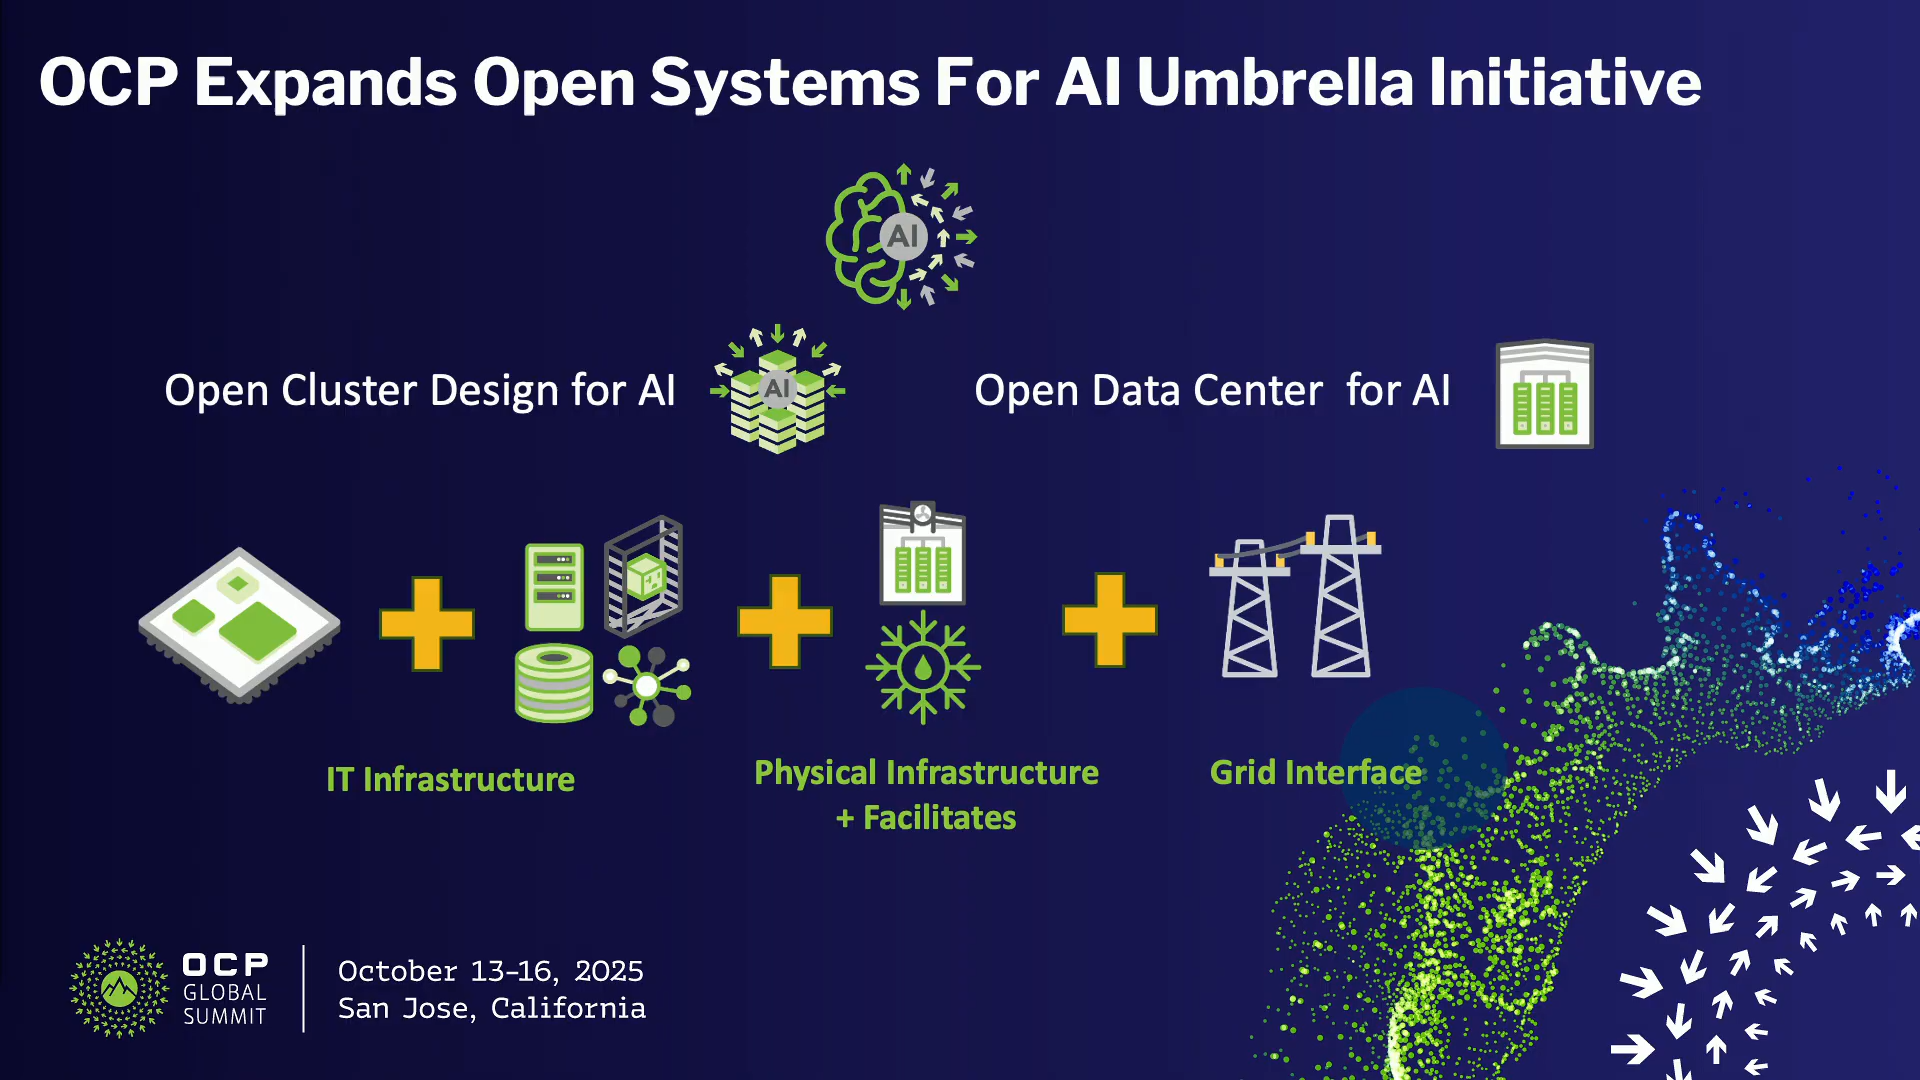 OCP Expands Open Systems For AI Umbrella Initiative
AI
Open Cluster Design for AI
AI
Open Data Center for AI
IT Infrastructure
Physical Infrastructure
+ Facilitates
Grid Interface
OCP
GLOBAL
SUMMIT
October 13-16, 2025
San Jose, California